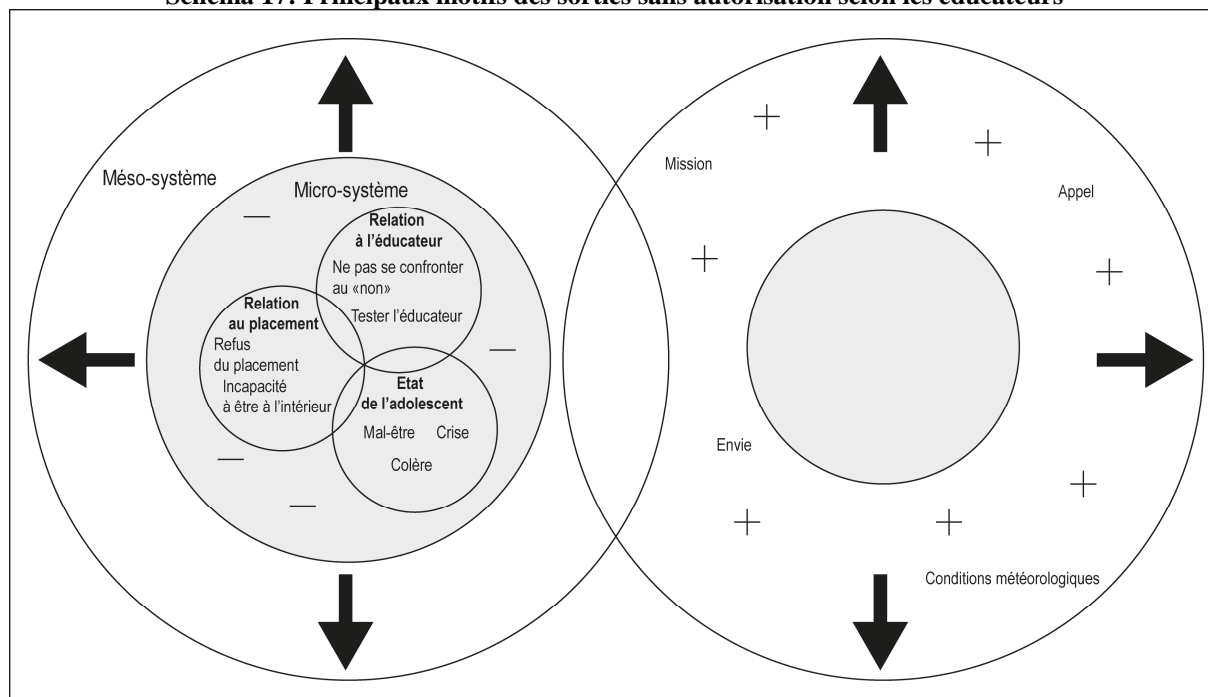 Schéma 17: Principaux motifs des sorties sans autorisation selon les éducateurs
Méso-système
Micro-système
Relation
à l’éducateur
Ne pas se confronter
au «non»
Tester l’éducateur
Relation
au placement
Refus
du placement
Incapacité
à être à l’intérieur
Etat
de l’adolescent
Mal-être Crise
Colère
Mission
Appel
Envie
Conditions météorologiques